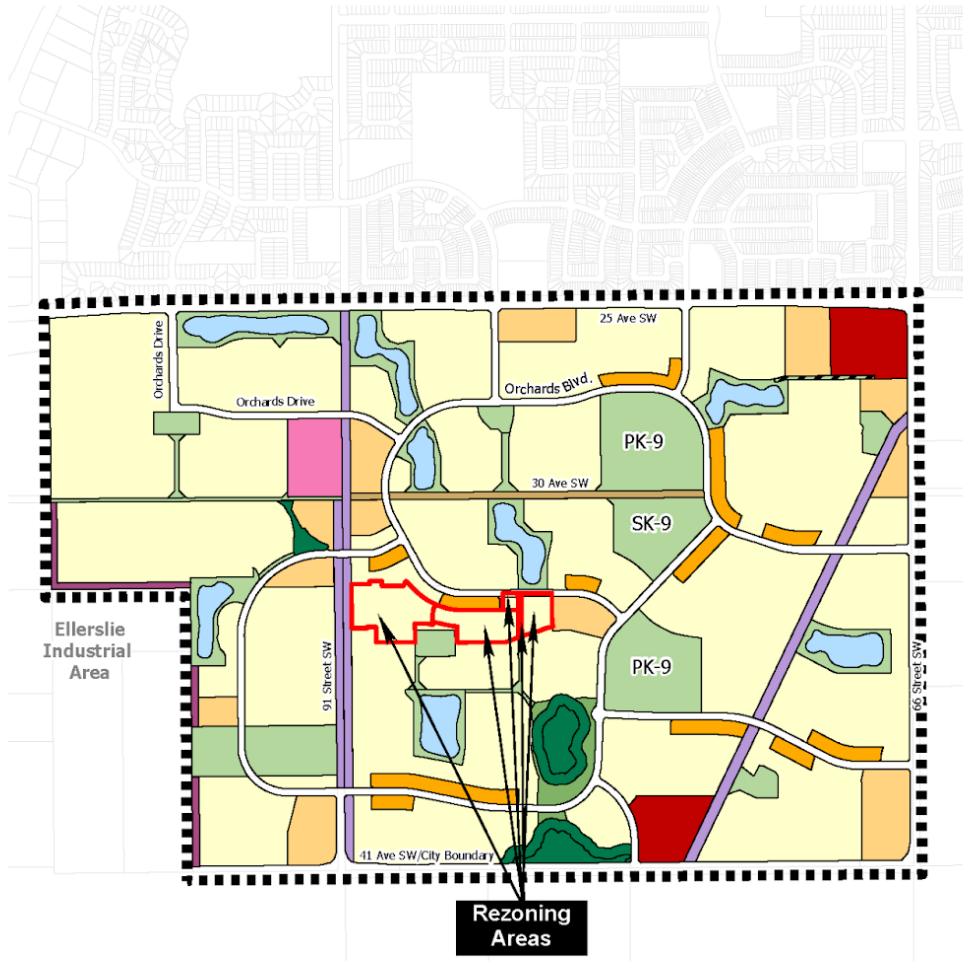 25 Ave SW
Orchards Drive
Orchards Blvd.
Orchards Drive
PK-9
30 Ave SW
SK-9
Ellerslie
Industrial
Area
91 Street SW
PK-9
66 Street SW
41 Ave SW/City Boundary
Rezoning
Areas